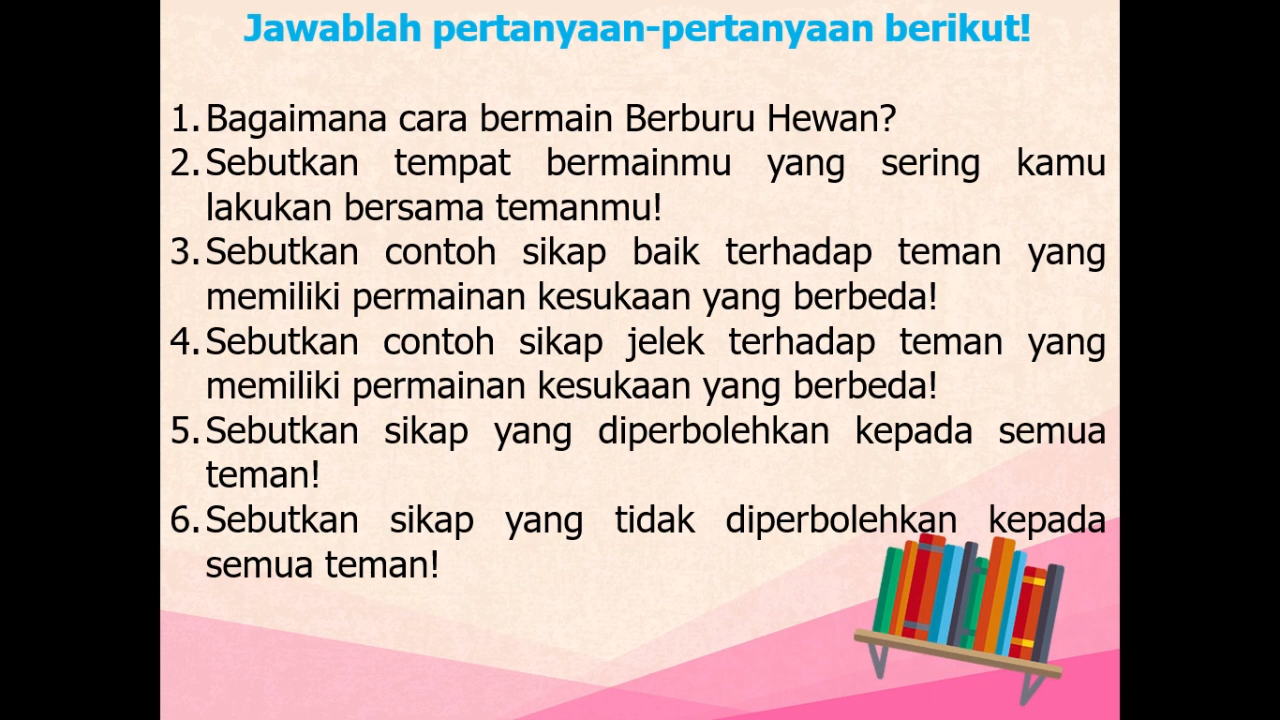 Jawablah pertanyaan-pertanyaan berikut!
1. Bagaimana cara bermain Berburu Hewan?
2. Sebutkan tempat bermainmu yang sering kamu
lakukan bersama temanmu!
3. Sebutkan contoh sikap baik terhadap teman yang
memiliki permainan kesukaan yang berbeda!
4. Sebutkan contoh sikap jelek terhadap teman yang
memiliki permainan kesukaan yang berbeda!
5. Sebutkan sikap yang diperbolehkan kepada semua
teman!
6. Sebutkan sikap yang tidak diperbolehkan kepada
semua teman!